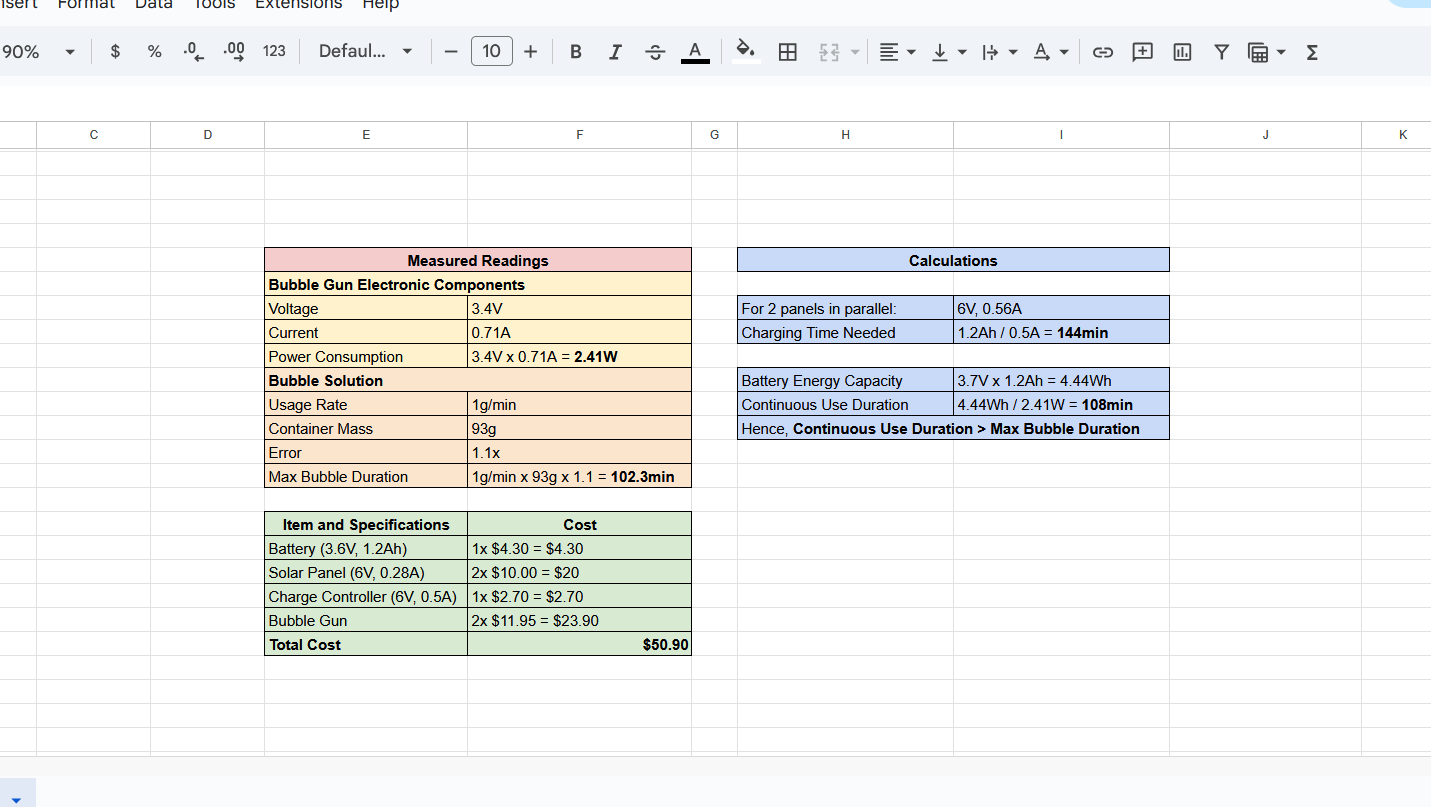 Format Data Tools Extensions Help
90% $ % .0 .00 123 Defaul... − 10 + B I S A Σ
C D E F G H I J K
Measured Readings
Bubble Gun Electronic Components
Voltage 3.4V
Current 0.71A
Power Consumption 3.4V x 0.71A = 2.41W
Bubble Solution
Usage Rate 1g/min
Container Mass 93g
Error 1.1x
Max Bubble Duration 1g/min x 93g x 1.1 = 102.3min
Item and Specifications Cost
Battery (3.6V, 1.2Ah) 1x $4.30 = $4.30
Solar Panel (6V, 0.28A) 2x $10.00 = $20
Charge Controller (6V, 0.5A) 1x $2.70 = $2.70
Bubble Gun 2x $11.95 = $23.90
Total Cost $50.90
Calculations
For 2 panels in parallel: 6V, 0.56A
Charging Time Needed 1.2Ah / 0.5A = 144min
Battery Energy Capacity 3.7V x 1.2Ah = 4.44Wh
Continuous Use Duration 4.44Wh / 2.41W = 108min
Hence, Continuous Use Duration > Max Bubble Duration